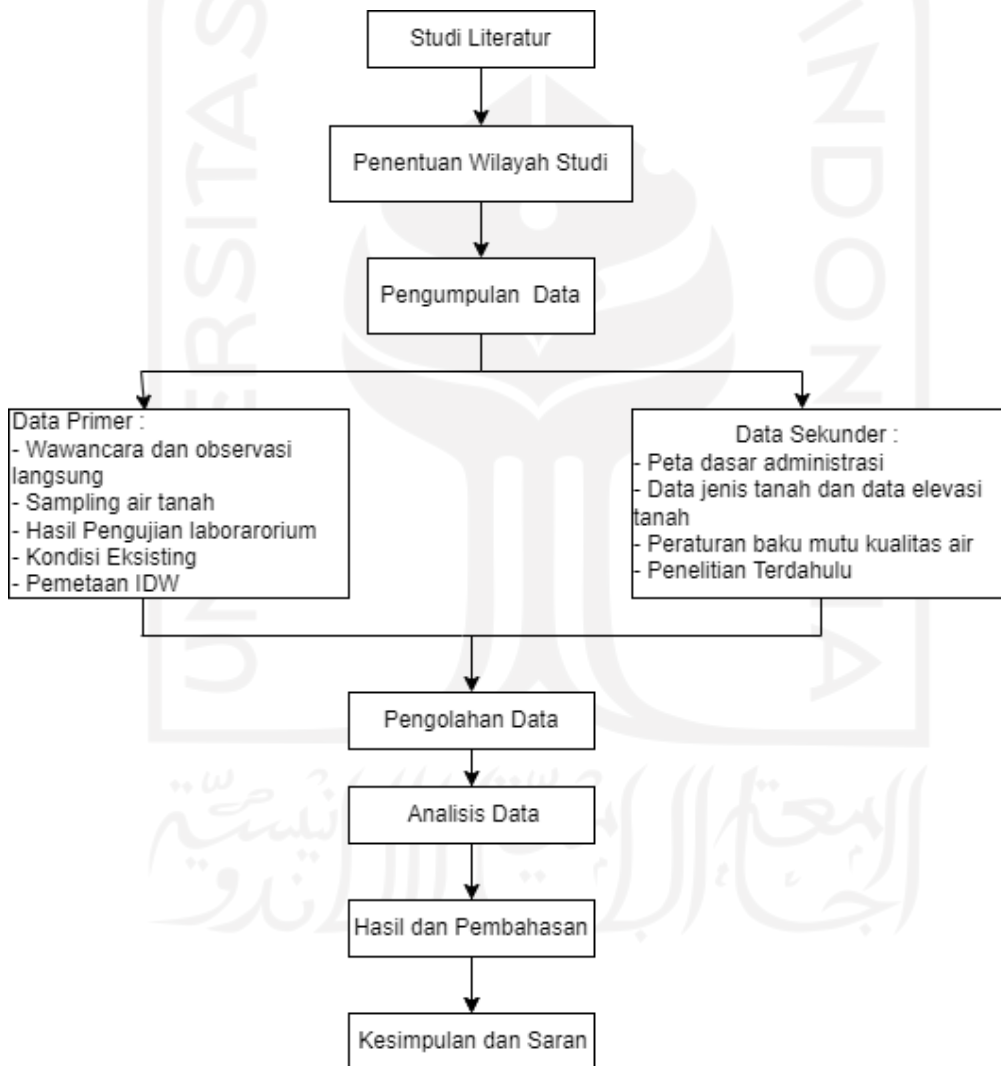 Studi Literatur
Penentuan Wilayah Studi
Pengumpulan Data
Data Primer :
- Wawancara dan observasi
langsung
- Sampling air tanah
- Hasil Pengujian laborarorium
- Kondisi Eksisting
- Pemetaan IDW
Data Sekunder :
- Peta dasar administrasi
- Data jenis tanah dan data elevasi
tanah
- Peraturan baku mutu kualitas air
- Penelitian Terdahulu
Pengolahan Data
Analisis Data
Hasil dan Pembahasan
Kesimpulan dan Saran